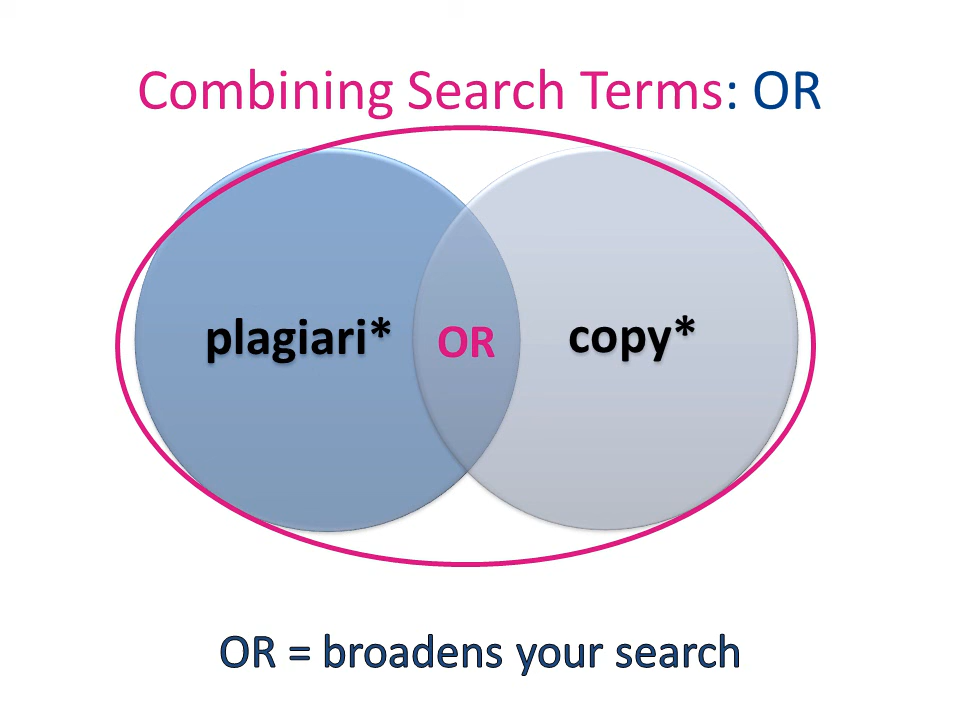 Combining Search Terms: OR
plagiari* OR copy*
OR = broadens your search